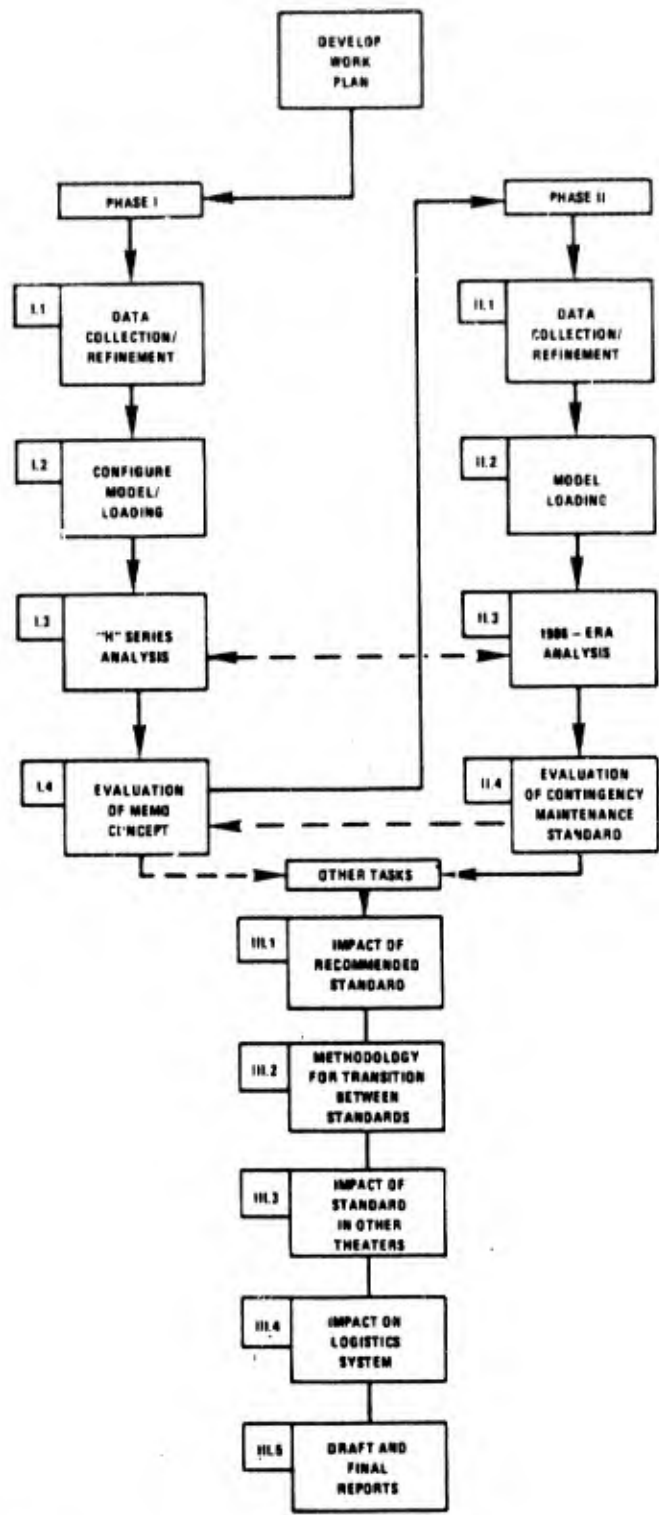 DEVELOP
WORK
PLAN
PHASE I
I.1
DATA
COLLECTION/
REFINEMENT
I.2
CONFIGURE
MODEL/
LOADING
I.3
"H" SERIES
ANALYSIS
I.4
EVALUATION
OF MEMO
CONCEPT
PHASE II
II.1
DATA
COLLECTION/
REFINEMENT
II.2
MODEL
LOADING
II.3
1986 – ERA
ANALYSIS
II.4
EVALUATION
OF CONTINGENCY
MAINTENANCE
STANDARD
OTHER TASKS
III.1
IMPACT OF
RECOMMENDED
STANDARD
III.2
METHODOLOGY
FOR TRANSITION
BETWEEN
STANDARDS
III.3
IMPACT OF
STANDARD
IN OTHER
THEATERS
III.4
IMPACT ON
LOGISTICS
SYSTEM
III.5
DRAFT AND
FINAL
REPORTS